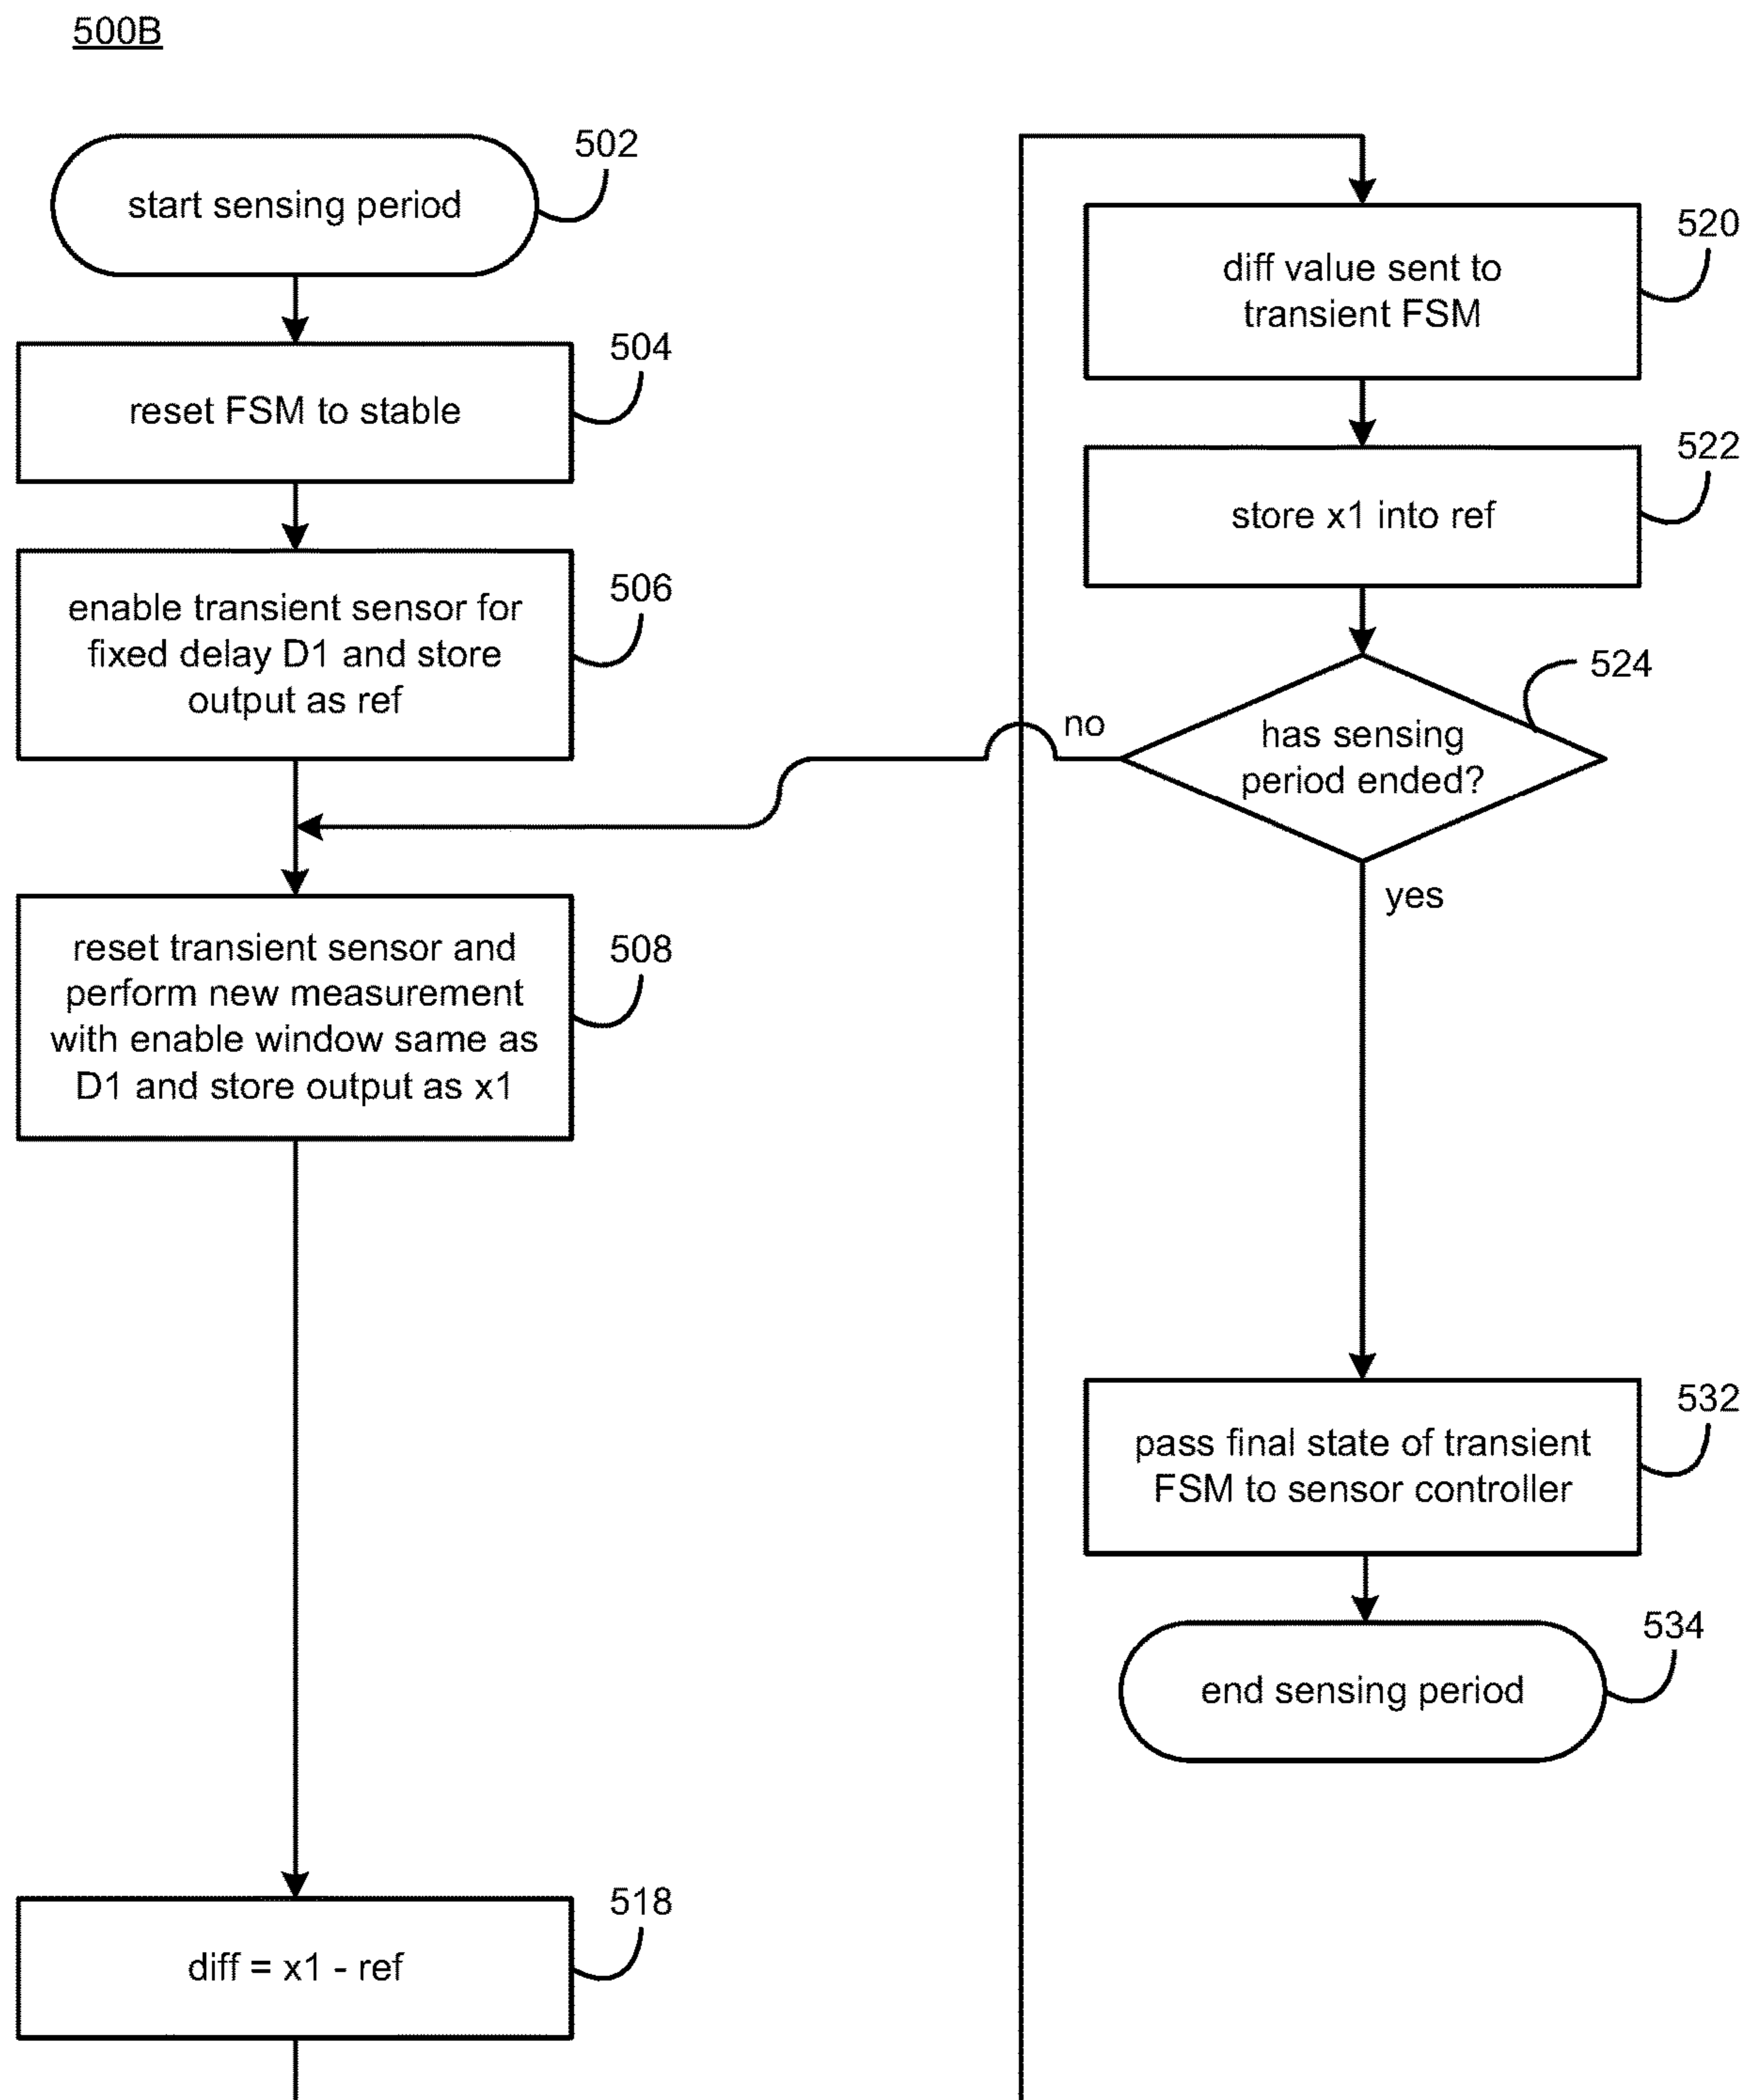 500B
start sensing period
502
reset FSM to stable
504
enable transient sensor for
fixed delay D1 and store
output as ref
506
reset transient sensor and
perform new measurement
with enable window same as
D1 and store output as x1
508
diff = x1 - ref
518
diff value sent to
transient FSM
520
store x1 into ref
522
has sensing
period ended?
524
no
yes
pass final state of transient
FSM to sensor controller
532
end sensing period
534